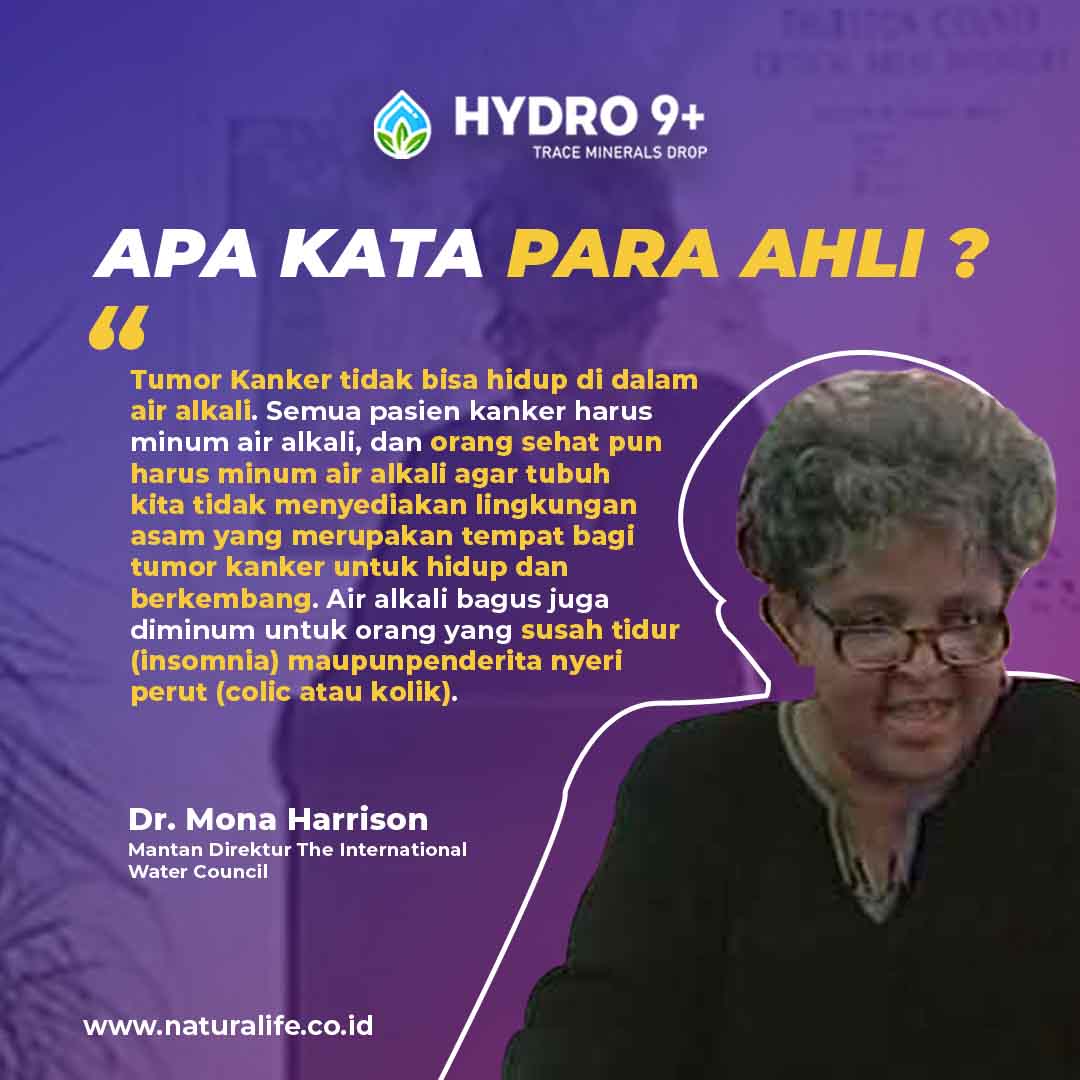 HYDRO 9+
TRACE MINERALS DROP
APA KATA PARA AHLI ?
“
Tumor Kanker tidak bisa hidup di dalam
air alkali. Semua pasien kanker harus
minum air alkali, dan orang sehat pun
harus minum air alkali agar tubuh
kita tidak menyediakan lingkungan
asam yang merupakan tempat bagi
tumor kanker untuk hidup dan
berkembang. Air alkali bagus juga
diminum untuk orang yang susah tidur
(insomnia) maupunpenderita nyeri
perut (colic atau kolik).
Dr. Mona Harrison
Mantan Direktur The International
Water Council
www.naturalife.co.id